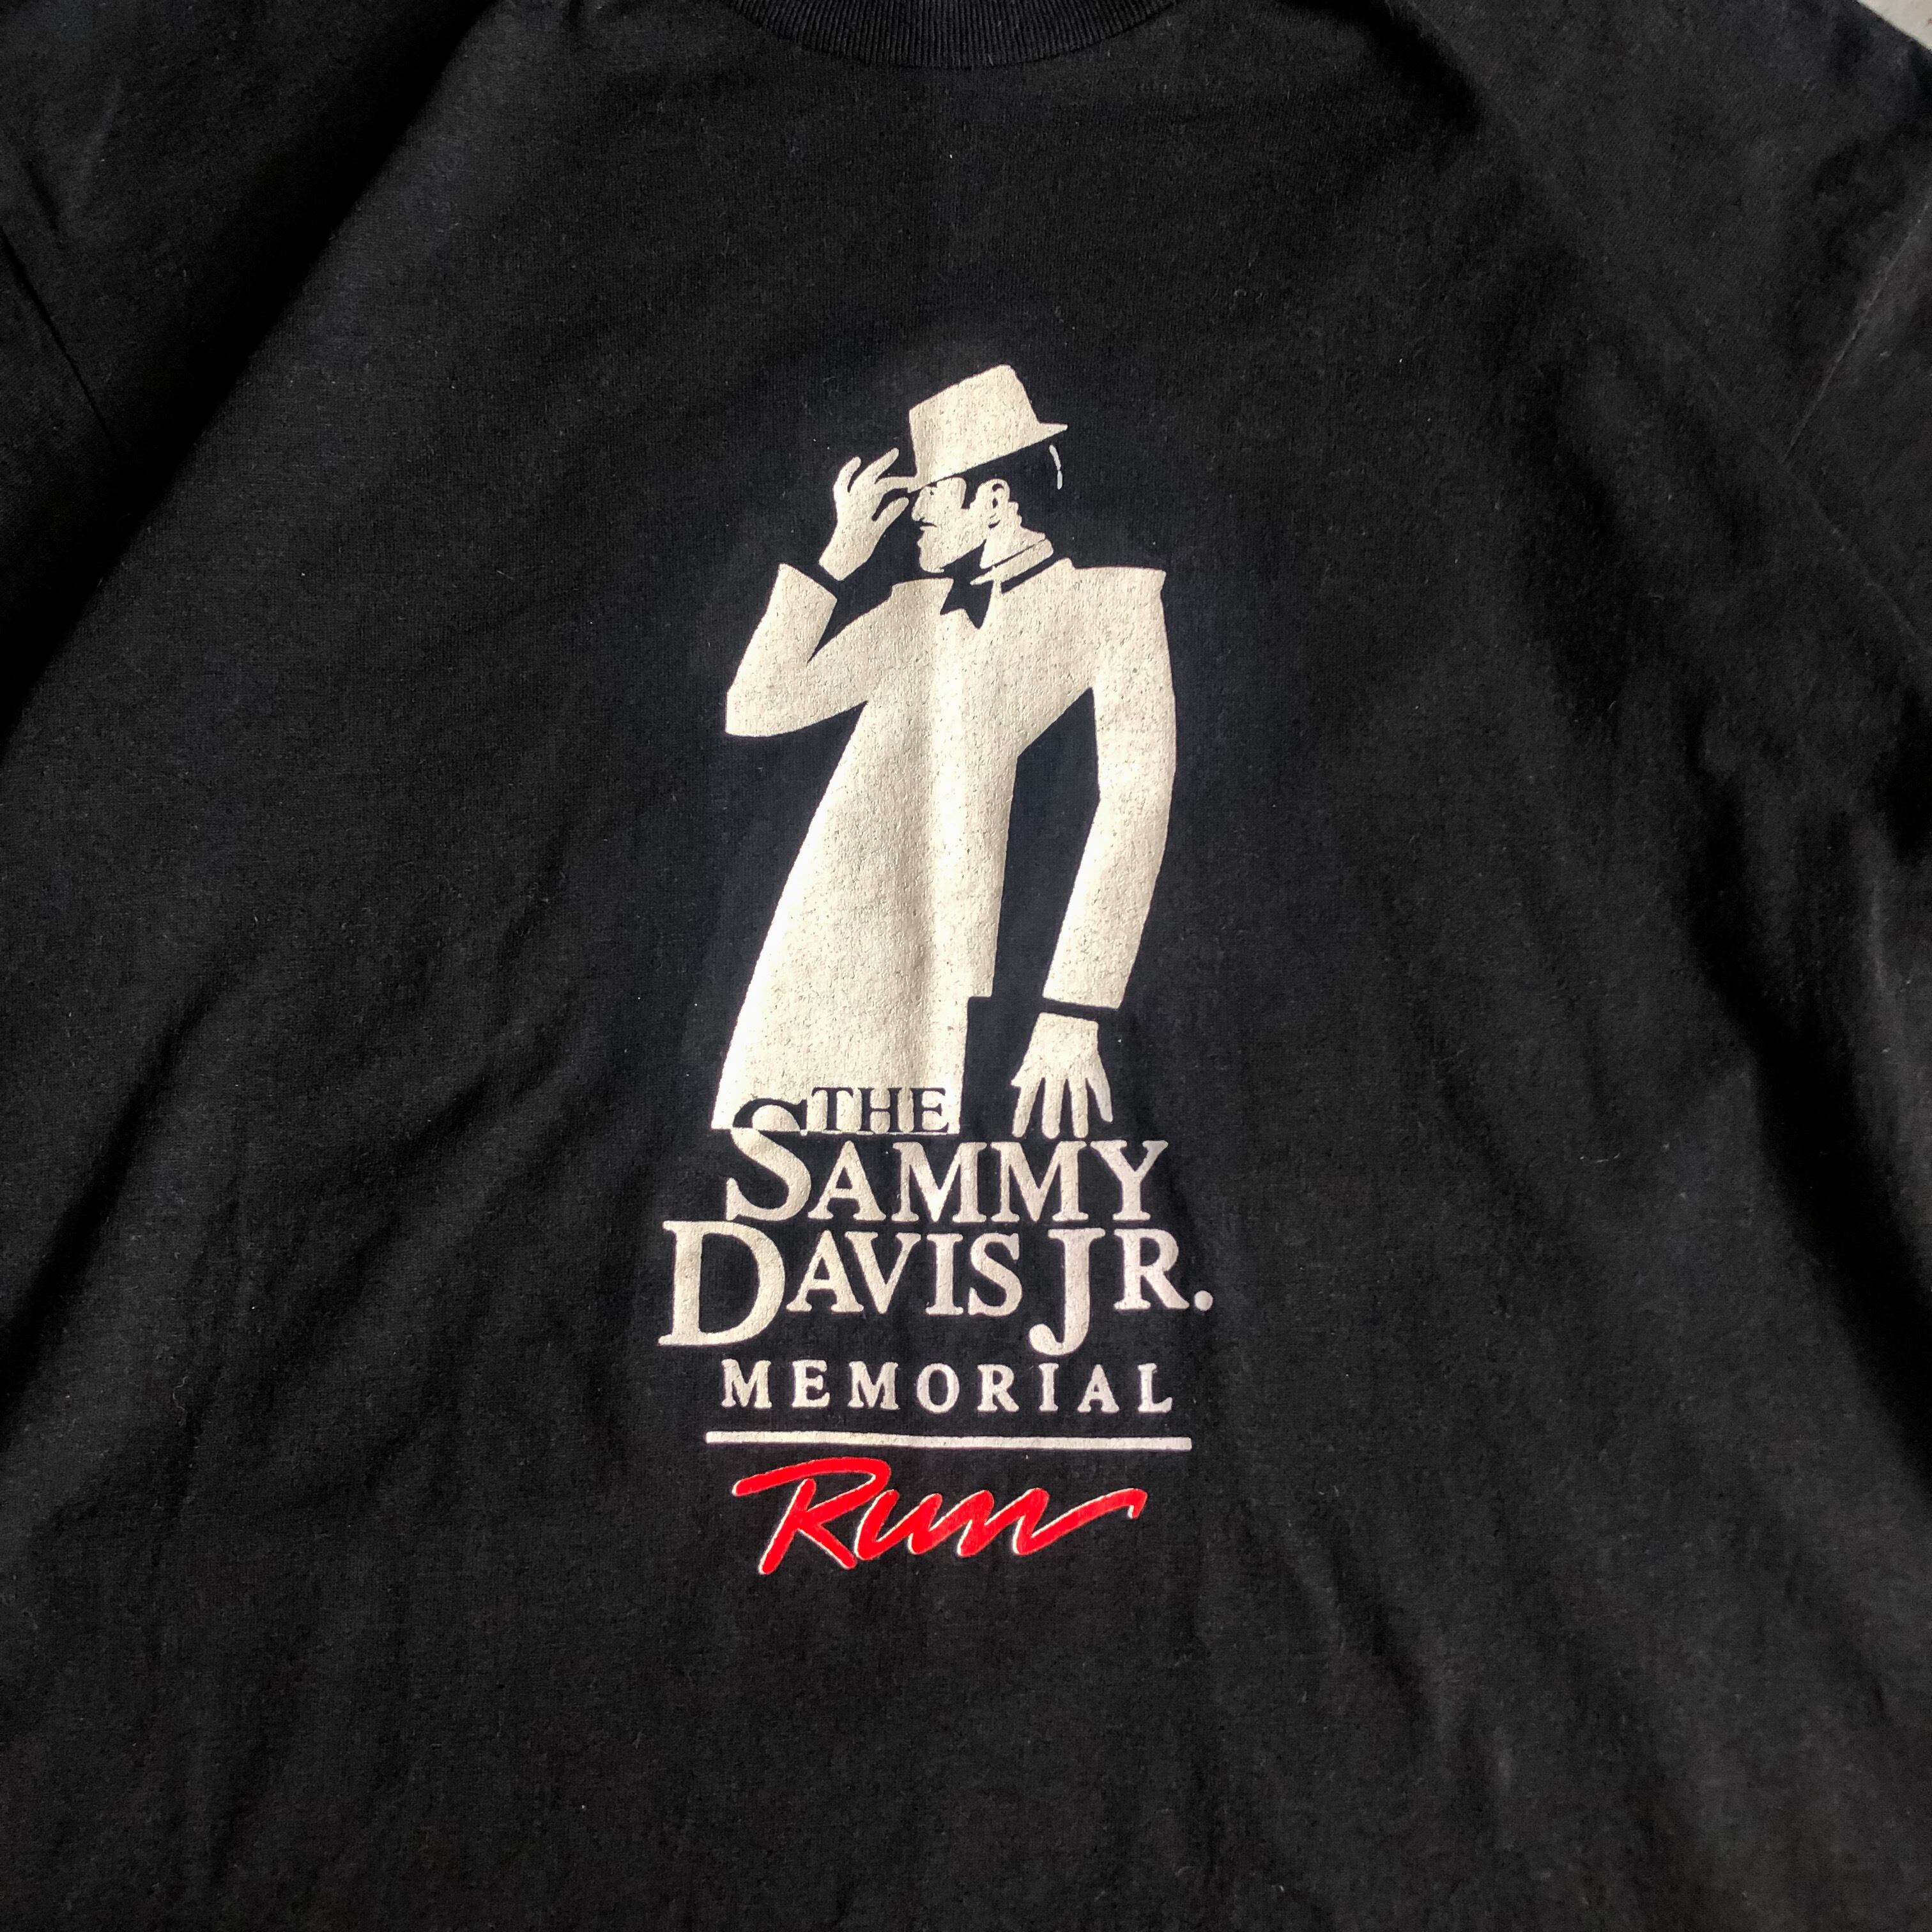 THE
SAMMY
DAVIS JR.
MEMORIAL
Run